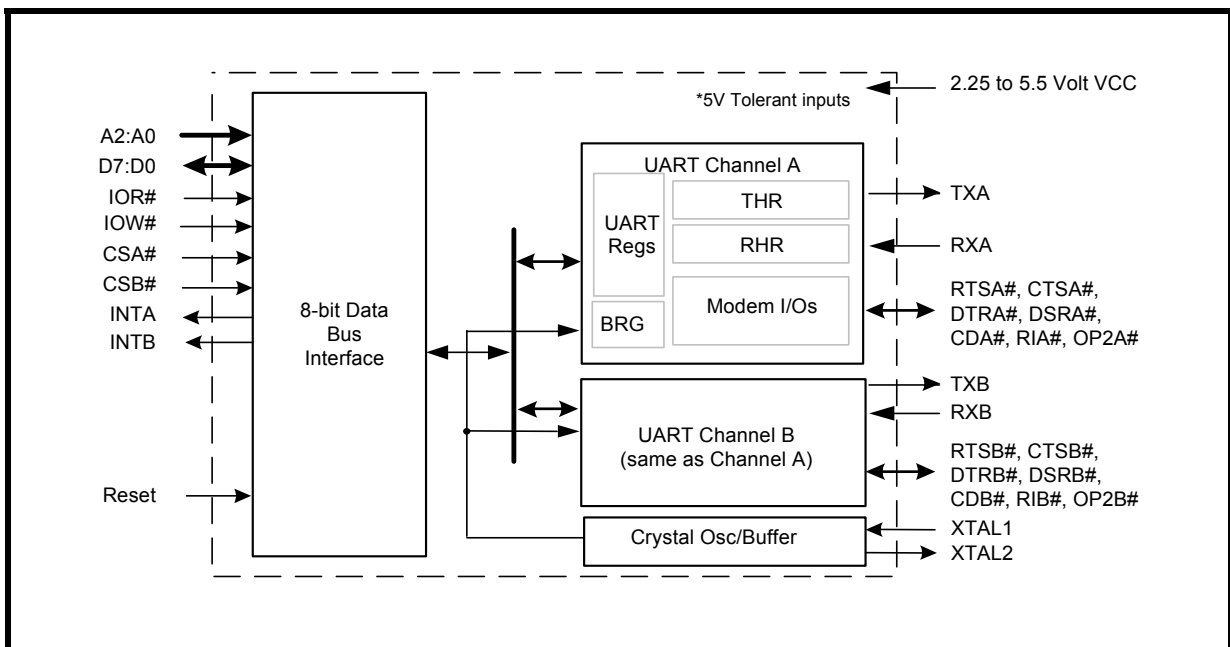 2.25 to 5.5 Volt VCC
*5V Tolerant inputs
A2:A0
D7:D0
IOR#
IOW#
CSA#
CSB#
INTA
INTB
Reset
8-bit Data
Bus
Interface
UART Channel A
UART
Regs
THR
RHR
BRG
Modem I/Os
TXA
RXA
RTSA#, CTSA#,
DTRA#, DSRA#,
CDA#, RIA#, OP2A#
UART Channel B
(same as Channel A)
TXB
RXB
RTSB#, CTSB#,
DTRB#, DSRB#,
CDB#, RIB#, OP2B#
Crystal Osc/Buffer
XTAL1
XTAL2